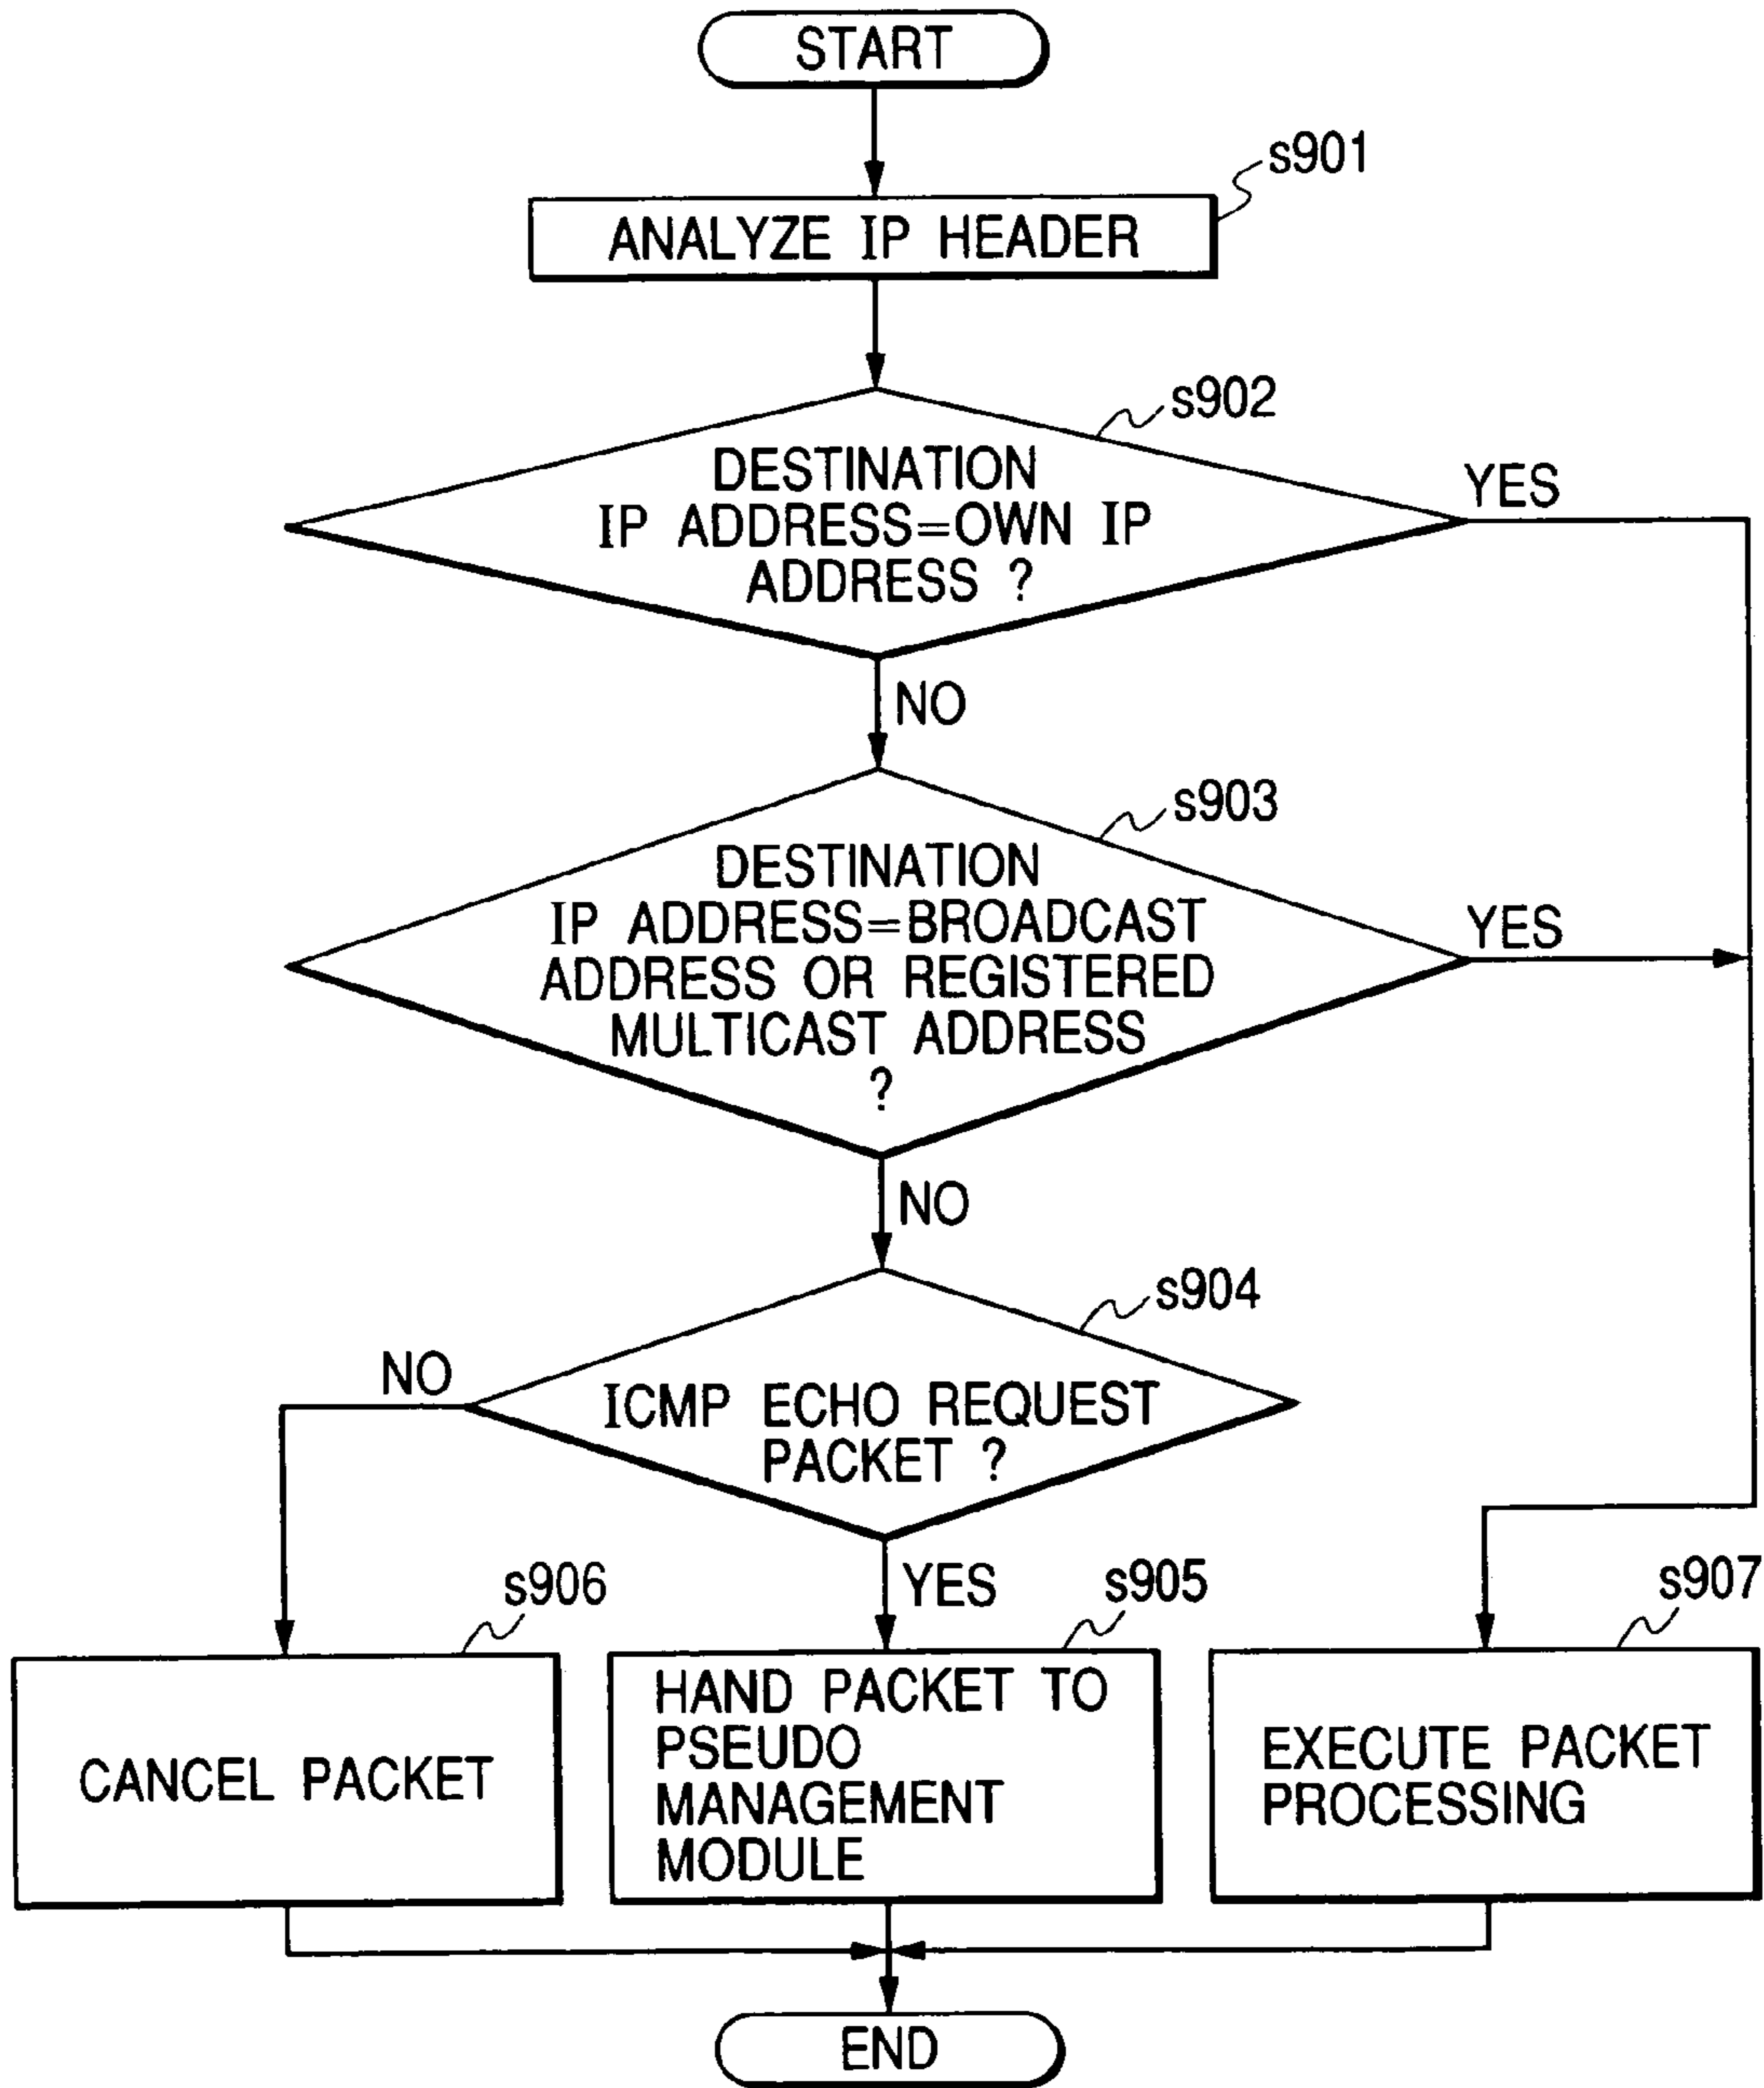 START
s901
ANALYZE IP HEADER
s902
DESTINATION
IP ADDRESS=OWN IP
ADDRESS ?
YES
NO
s903
DESTINATION
IP ADDRESS=BROADCAST
ADDRESS OR REGISTERED
MULTICAST ADDRESS
?
YES
NO
s904
ICMP ECHO REQUEST
PACKET ?
NO
YES
s906
CANCEL PACKET
s905
HAND PACKET TO
PSEUDO
MANAGEMENT
MODULE
s907
EXECUTE PACKET
PROCESSING
END